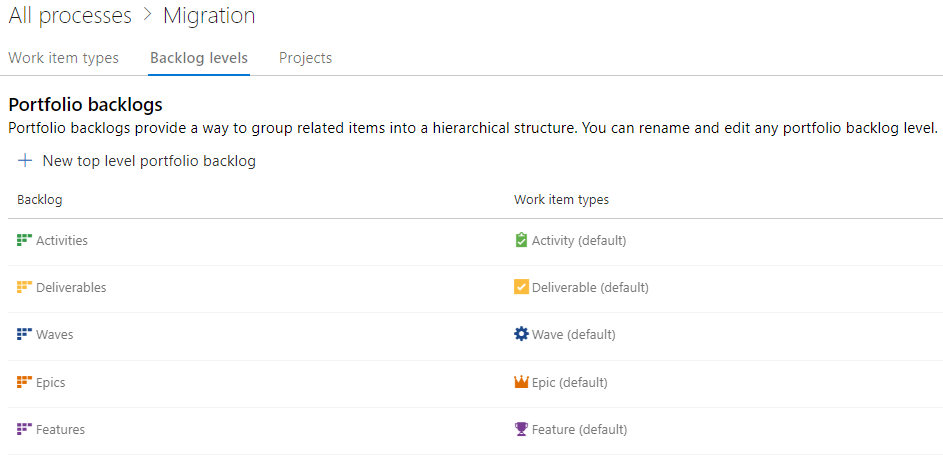 All processes > Migration
Work item types Backlog levels Projects
Portfolio backlogs
Portfolio backlogs provide a way to group related items into a hierarchical structure. You can rename and edit any portfolio backlog level.
+ New top level portfolio backlog
Backlog Work item types
Activities Activity (default)
Deliverables Deliverable (default)
Waves Wave (default)
Epics Epic (default)
Features Feature (default)